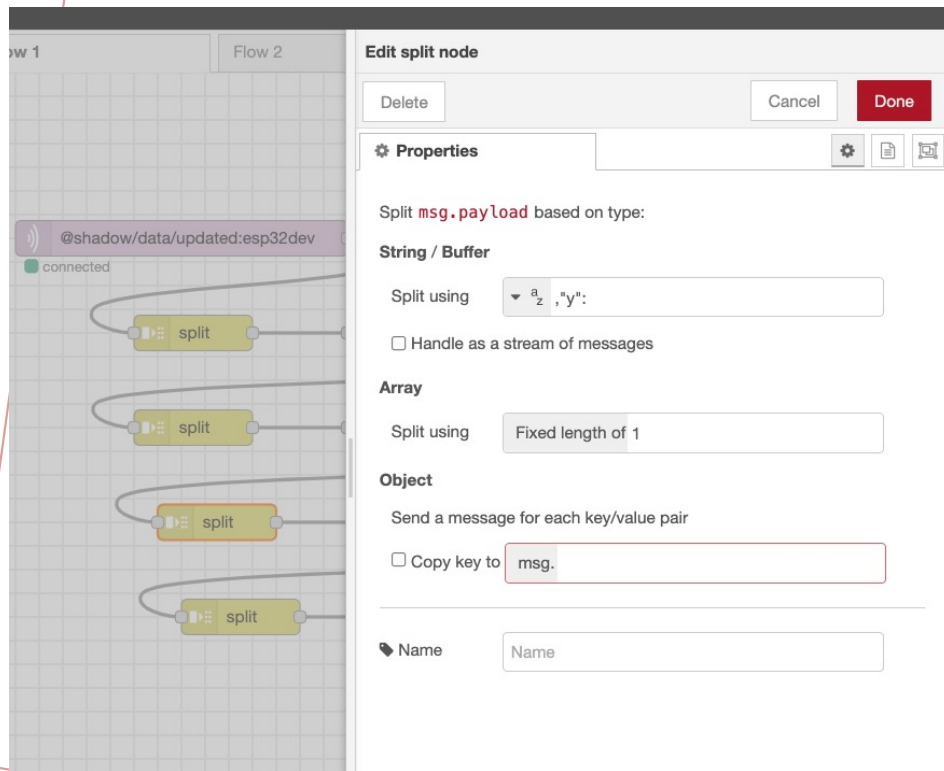 ow 1
Flow 2
Edit split node
Delete
Cancel
Done
Properties
Split msg.payload based on type:
@shadow/data/updated:esp32dev
connected
String / Buffer
Split using
az ,"y":
split
Handle as a stream of messages
Array
split
Split using
Fixed length of 1
Object
Send a message for each key/value pair
split
Copy key to
msg.
split
Name
Name